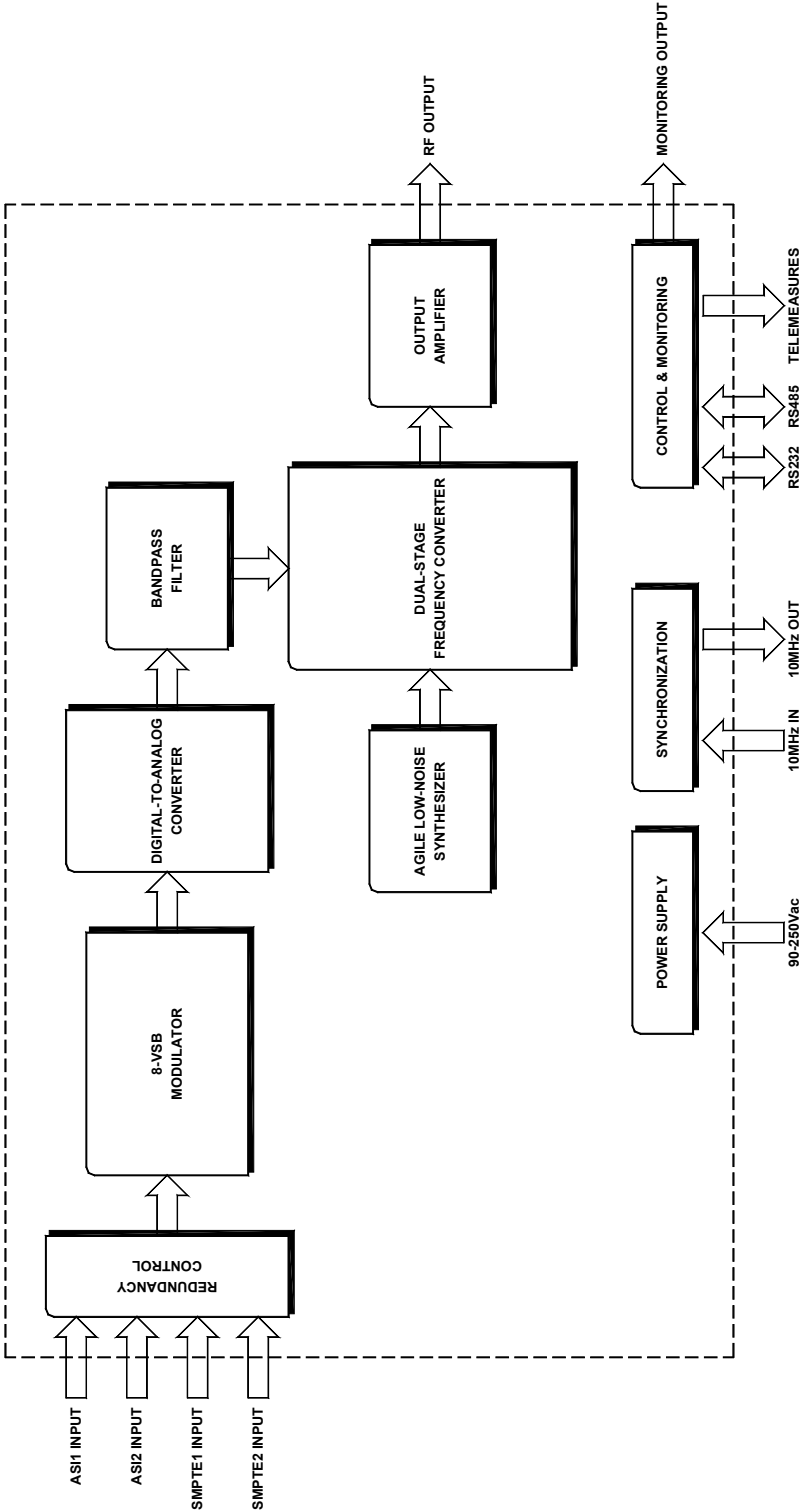 ASI1 INPUT
ASI2 INPUT
SMPTE1 INPUT
SMPTE2 INPUT
REDUNDANCY
CONTROL
8-VSB
MODULATOR
DIGITAL-TO-ANALOG
CONVERTER
BANDPASS
FILTER
AGILE LOW-NOISE
SYNTHESIZER
DUAL-STAGE
FREQUENCY CONVERTER
OUTPUT
AMPLIFIER
RF OUTPUT
POWER SUPPLY
SYNCHRONIZATION
CONTROL & MONITORING
MONITORING OUTPUT
90-250Vac
10MHz IN
10MHz OUT
RS232
RS485
TELEMEASURES